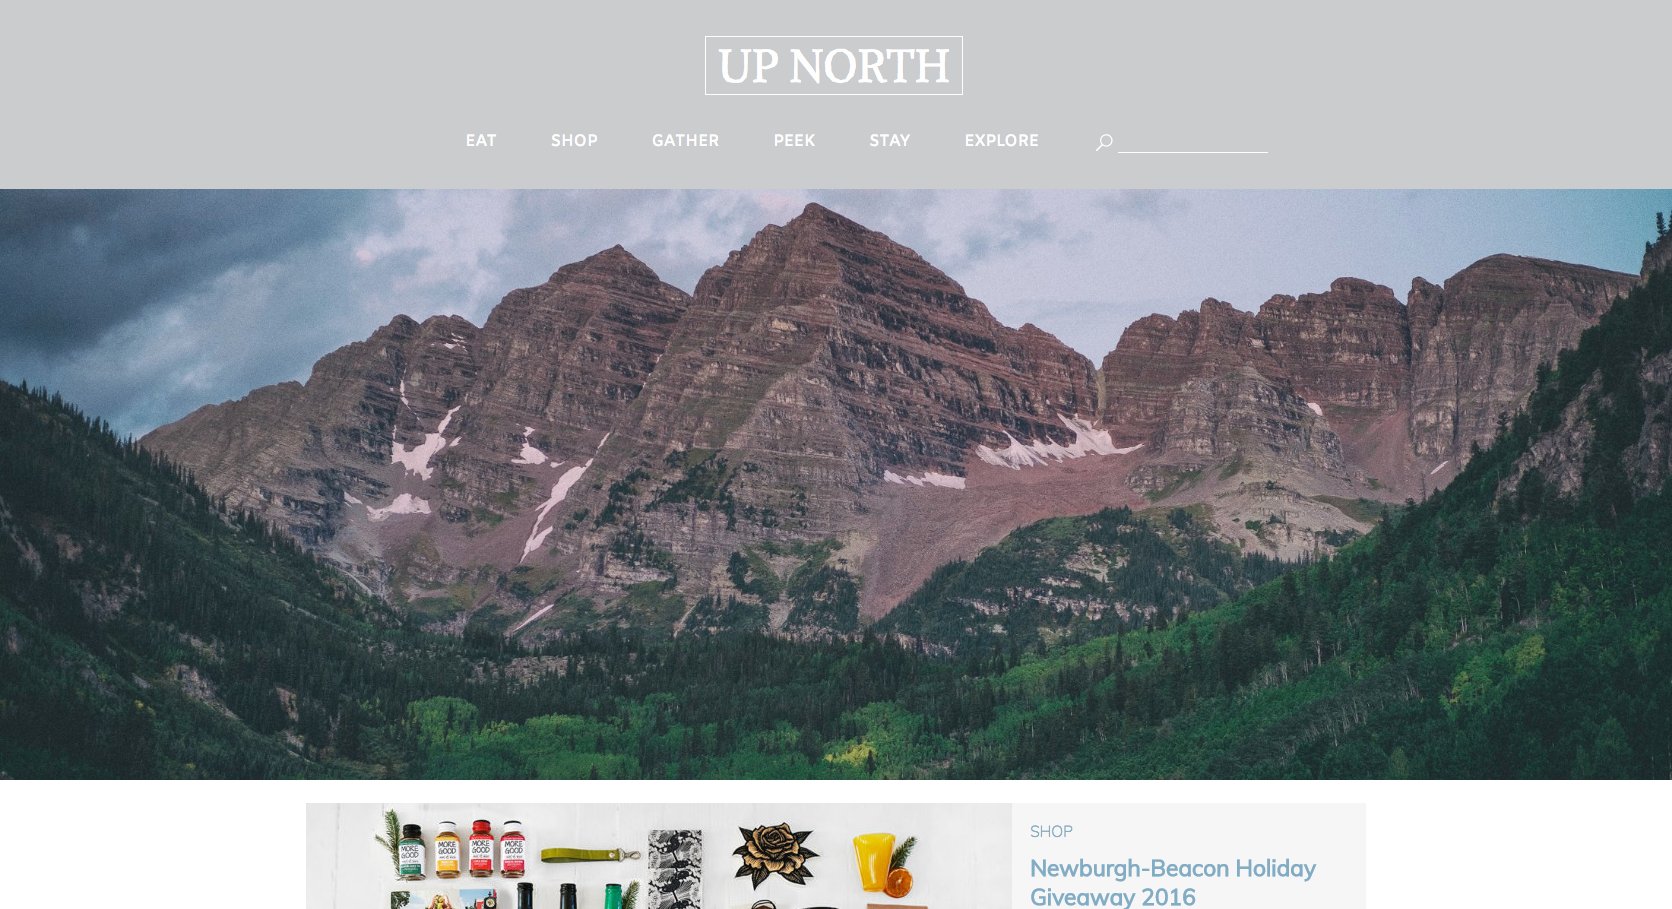 UP NORTH
EAT SHOP GATHER PEEK STAY EXPLORE
MORE GOOD MORE GOOD MORE GOOD MORE GOOD
SHOP
Newburgh-Beacon Holiday
Giveaway 2016